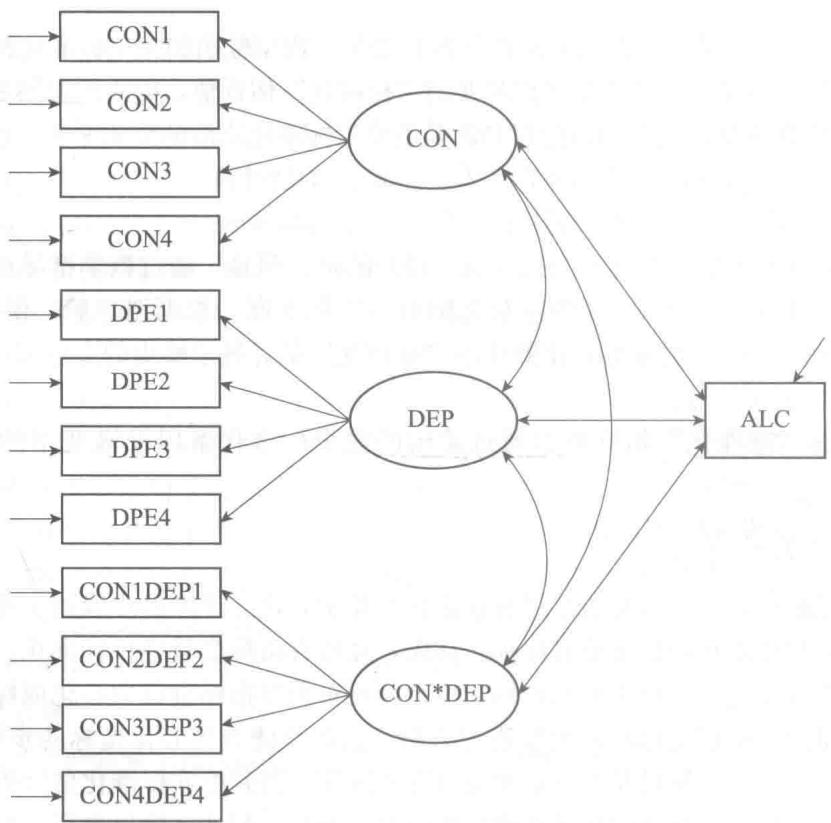 CON1
CON2
CON3
CON4
DPE1
DPE2
DPE3
DPE4
CON1DEP1
CON2DEP2
CON3DEP3
CON4DEP4
CON
DEP
CON*DEP
ALC